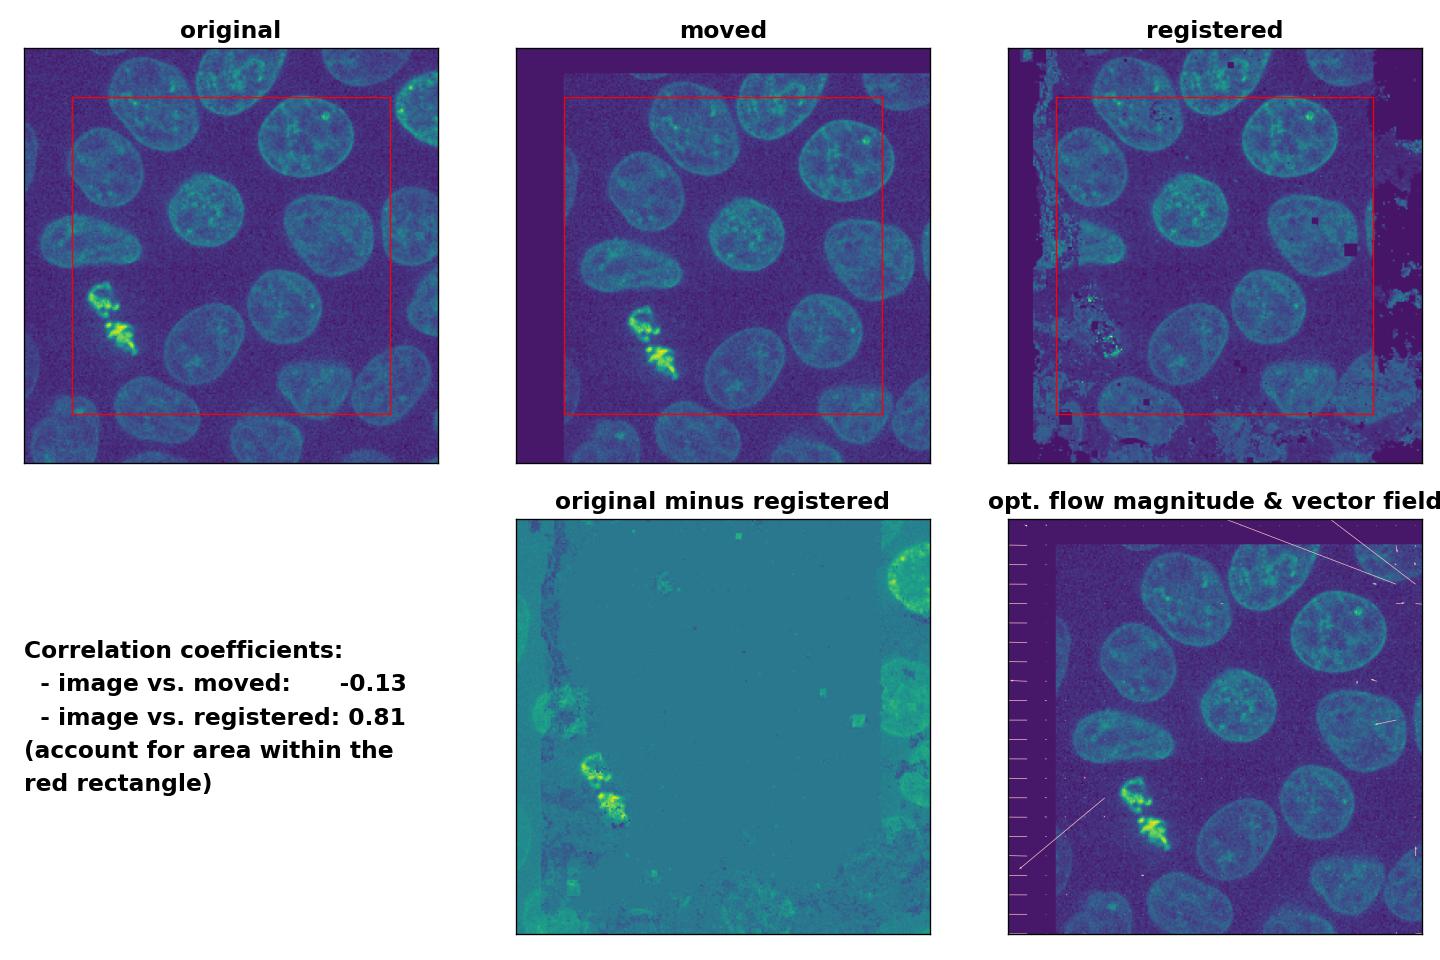 original
moved
registered
original minus registered
opt. flow magnitude & vector field
Correlation coefficients:
- image vs. moved: -0.13
- image vs. registered: 0.81
(account for area within the
red rectangle)